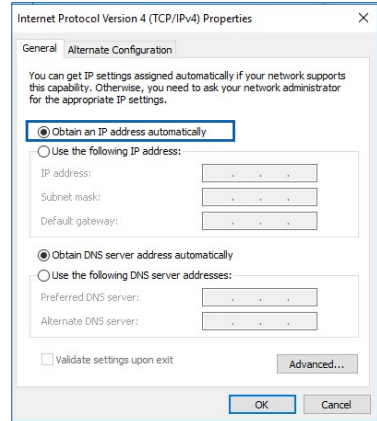 Internet Protocol Version 4 (TCP/IPv4) Properties
General
Alternate Configuration
You can get IP settings assigned automatically if your network supports
this capability. Otherwise, you need to ask your network administrator
for the appropriate IP settings.
Obtain an IP address automatically
Use the following IP address:
IP address:
Subnet mask:
Default gateway:
Obtain DNS server address automatically
Use the following DNS server addresses:
Preferred DNS server:
Alternate DNS server:
Validate settings upon exit
Advanced...
OK
Cancel